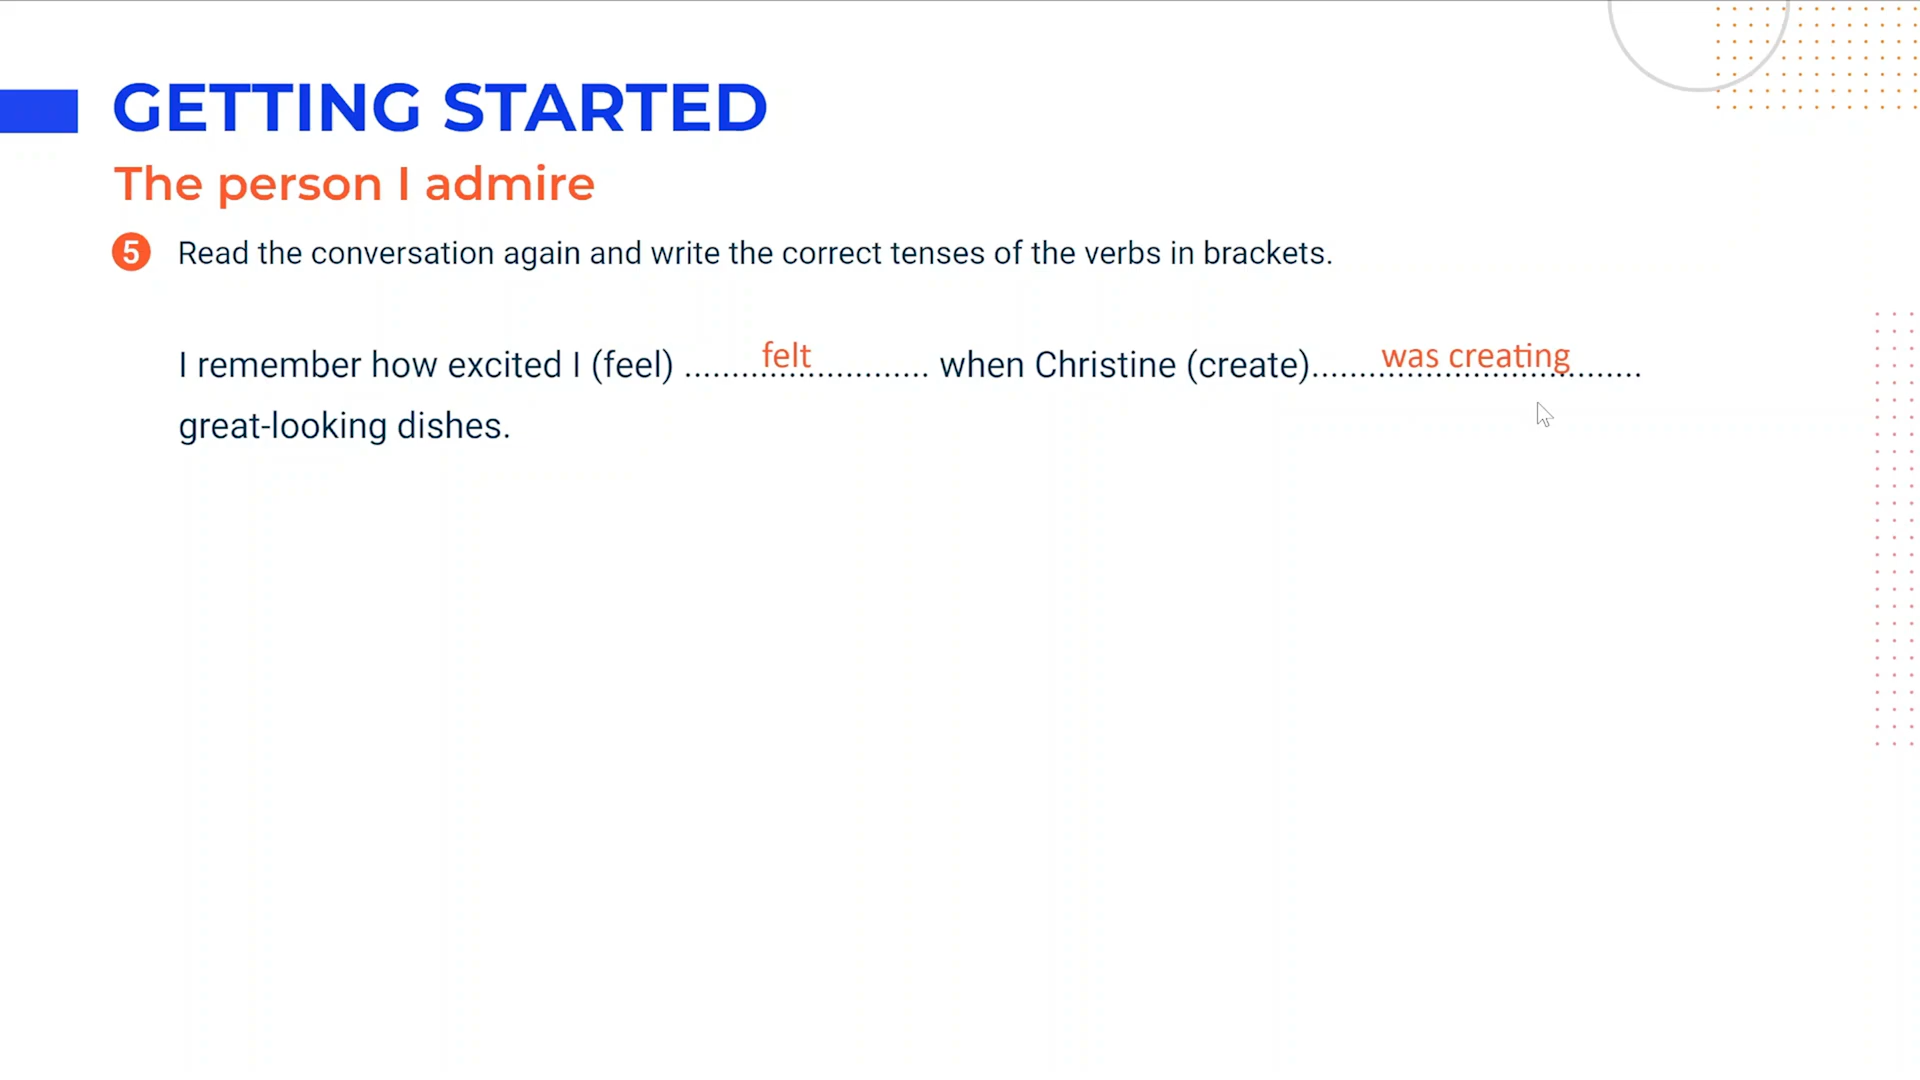 GETTING STARTED
The person I admire
5 Read the conversation again and write the correct tenses of the verbs in brackets.
I remember how excited I (feel) .......felt.......... when Christine (create).......was creating.......
great-looking dishes.